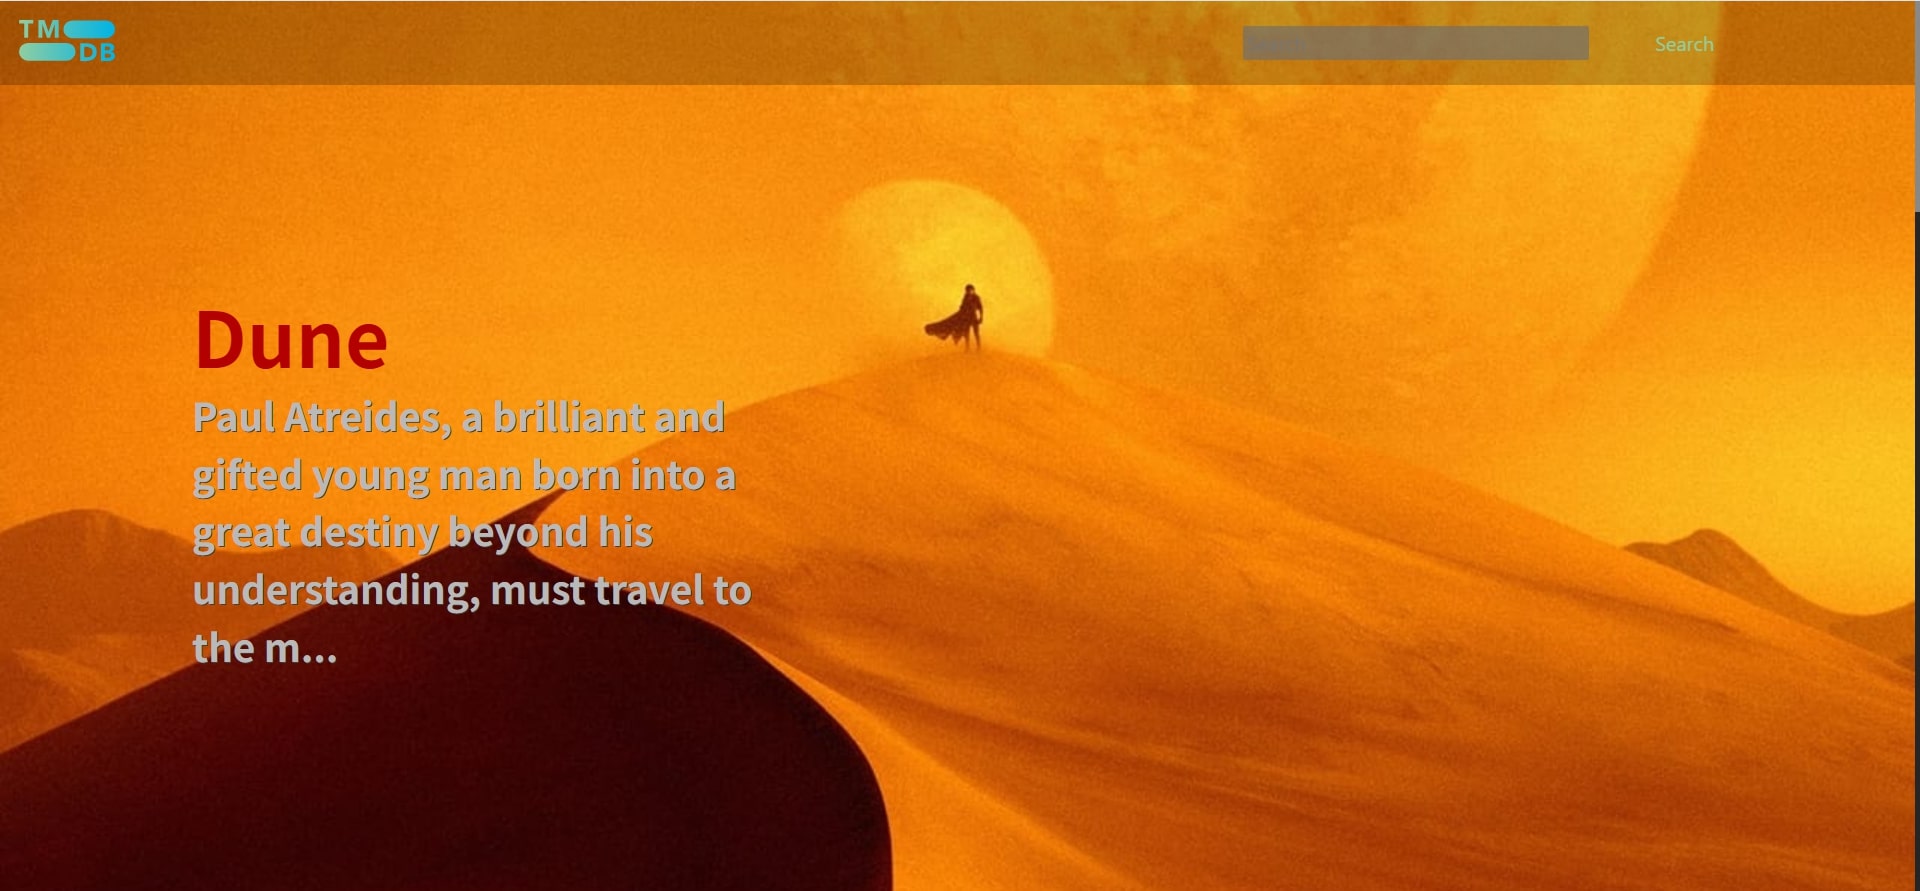 TM
DB
Search
Dune
Paul Atreides, a brilliant and
gifted young man born into a
great destiny beyond his
understanding, must travel to
the m...